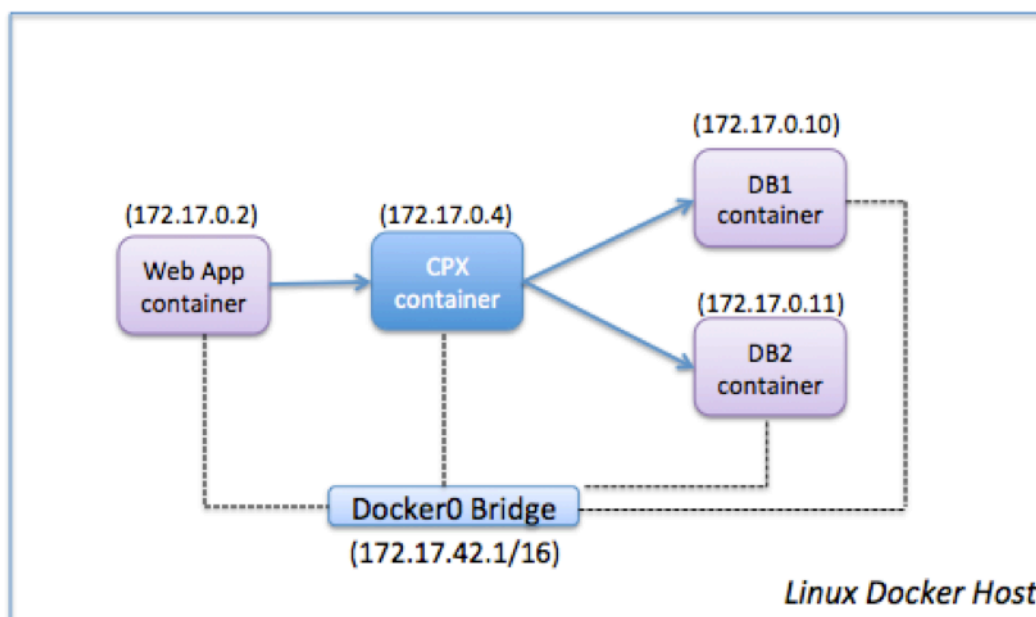 (172.17.0.10)
DB1
container
(172.17.0.2)
(172.17.0.4)
Web App
container
CPX
container
(172.17.0.11)
DB2
container
Docker0 Bridge
(172.17.42.1/16)
Linux Docker Host